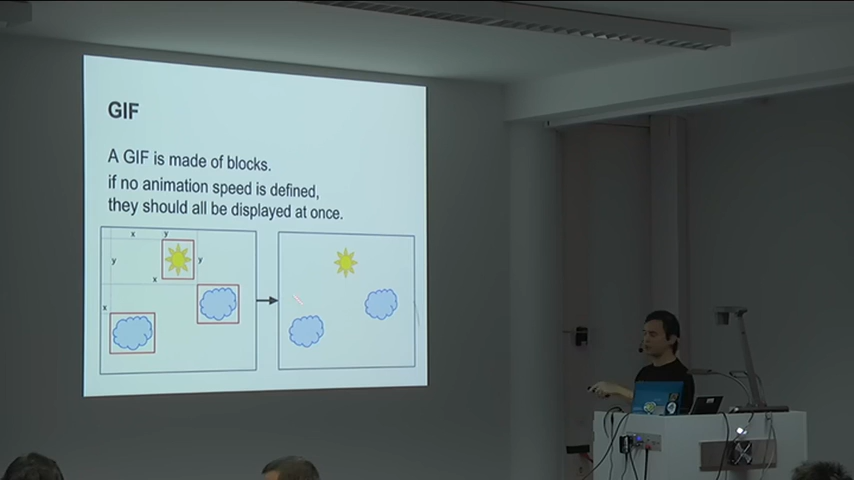 GIF
A GIF is made of blocks.
if no animation speed is defined,
they should all be displayed at once.
x y
y y
x
x